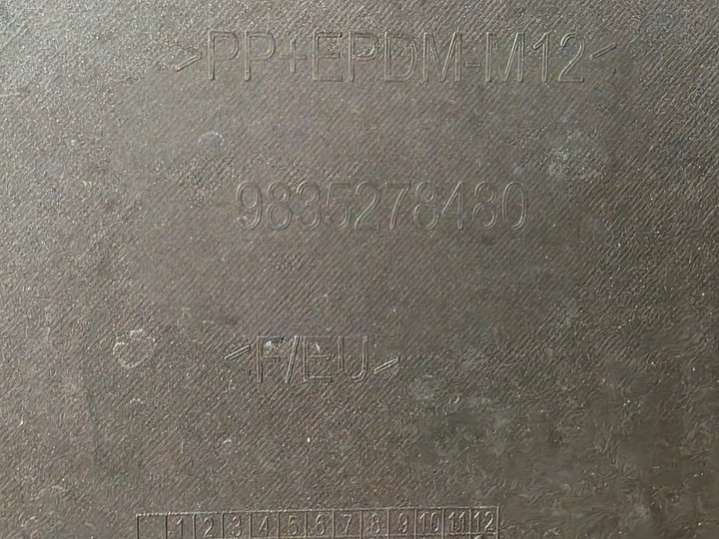 >PP+EPDM-M12<
9835278480
<F/EU>
1 2 3 4 5 6 7 8 9 10 11 12